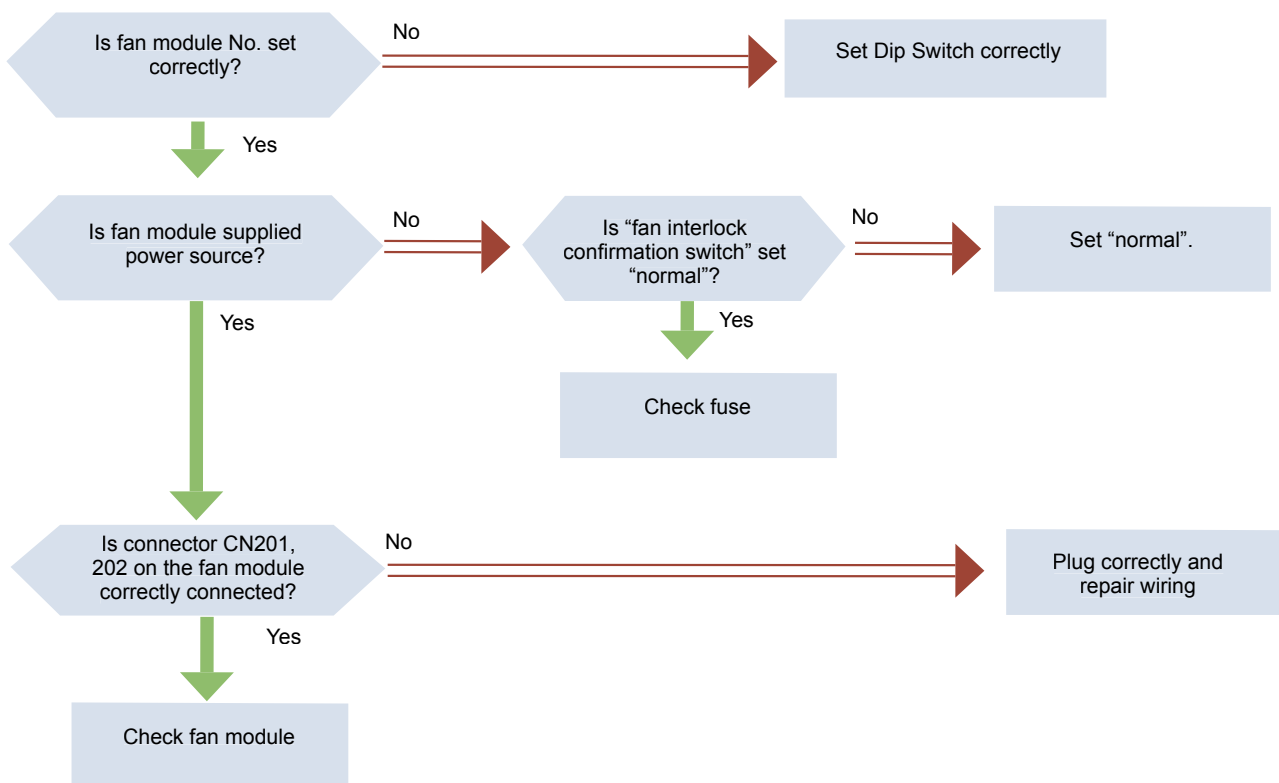 Is fan module No. set
correctly?
No
Set Dip Switch correctly
Yes
Is fan module supplied
power source?
No
Is “fan interlock
confirmation switch” set
“normal”?
No
Set “normal”.
Yes
Yes
Check fuse
Is connector CN201,
202 on the fan module
correctly connected?
No
Plug correctly and
repair wiring
Yes
Check fan module